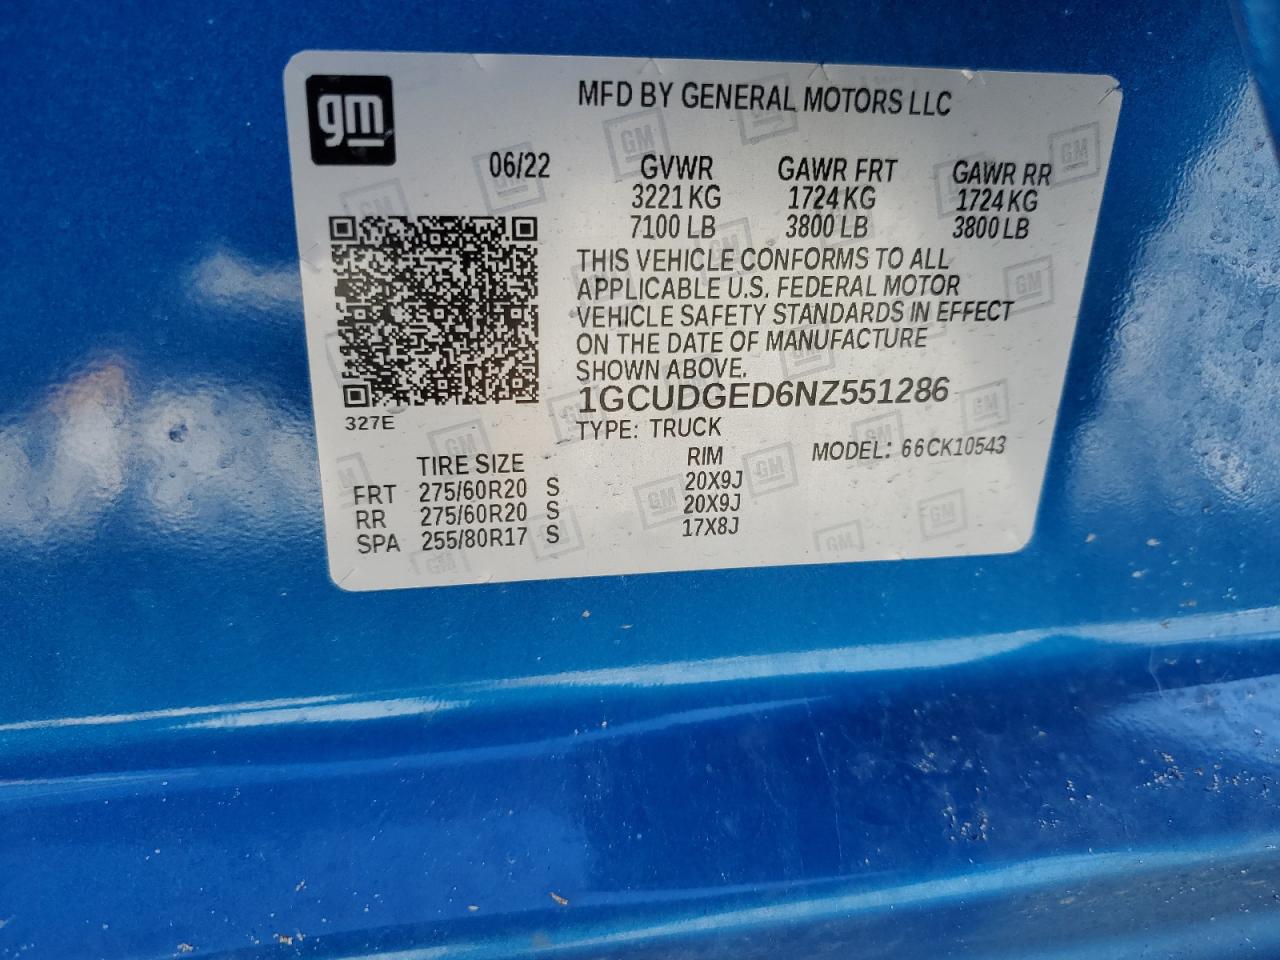 gm
MFD BY GENERAL MOTORS LLC
06/22 GVWR GAWR FRT GAWR RR
3221 KG 1724 KG 1724 KG
7100 LB 3800 LB 3800 LB
THIS VEHICLE CONFORMS TO ALL
APPLICABLE U.S. FEDERAL MOTOR
VEHICLE SAFETY STANDARDS IN EFFECT
ON THE DATE OF MANUFACTURE
SHOWN ABOVE.
1GCUDGED6NZ551286
327E
TYPE: TRUCK
MODEL: 66CK10543
TIRE SIZE RIM
FRT 275/60R20 S 20X9J
RR 275/60R20 S 20X9J
SPA 255/80R17 S 17X8J